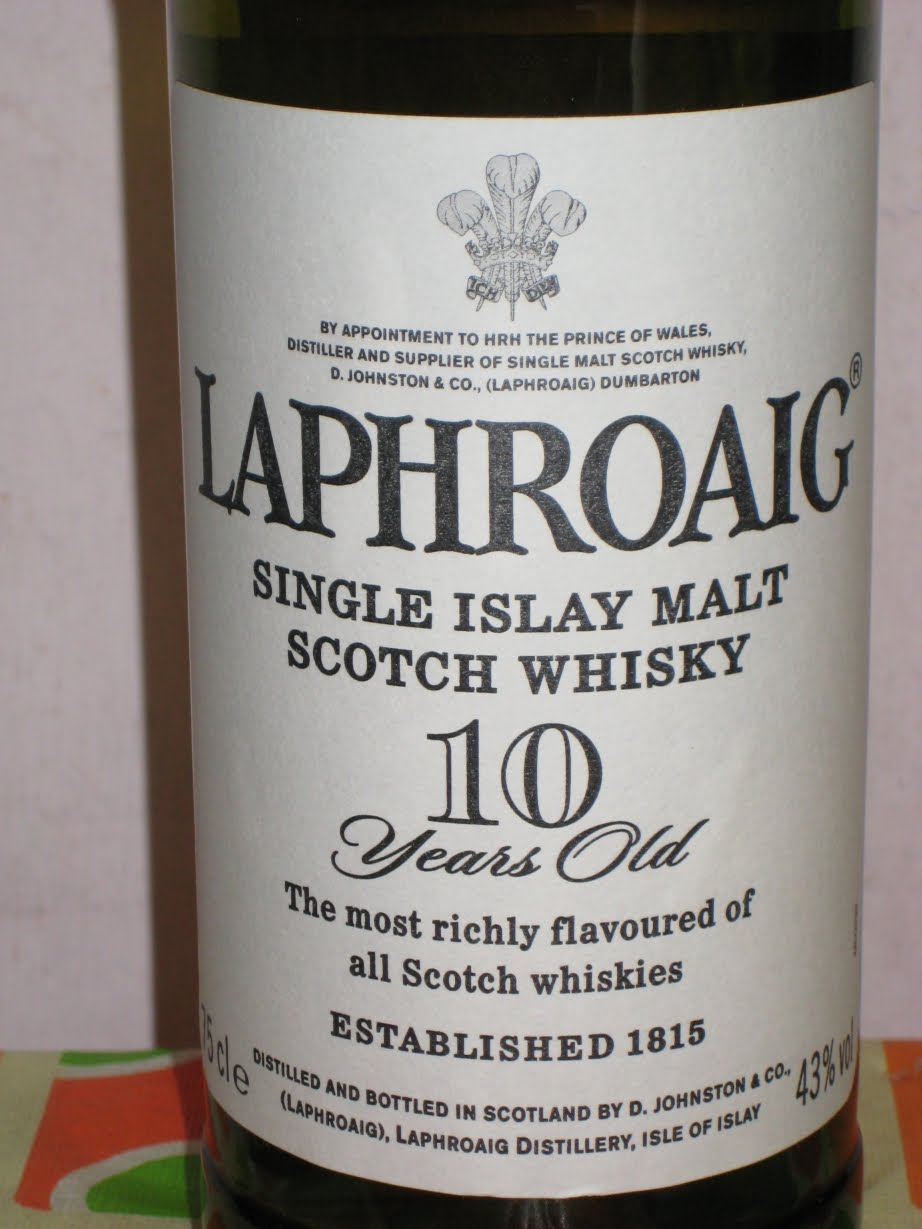 ICH DIEN
BY APPOINTMENT TO HRH THE PRINCE OF WALES,
DISTILLER AND SUPPLIER OF SINGLE MALT SCOTCH WHISKY,
D. JOHNSTON & CO., (LAPHROAIG) DUMBARTON
LAPHROAIG®
SINGLE ISLAY MALT
SCOTCH WHISKY
10
Years Old
The most richly flavoured of
all Scotch whiskies
ESTABLISHED 1815
75 cl e
DISTILLED AND BOTTLED IN SCOTLAND BY D. JOHNSTON & CO.,
(LAPHROAIG), LAPHROAIG DISTILLERY, ISLE OF ISLAY
43% vol